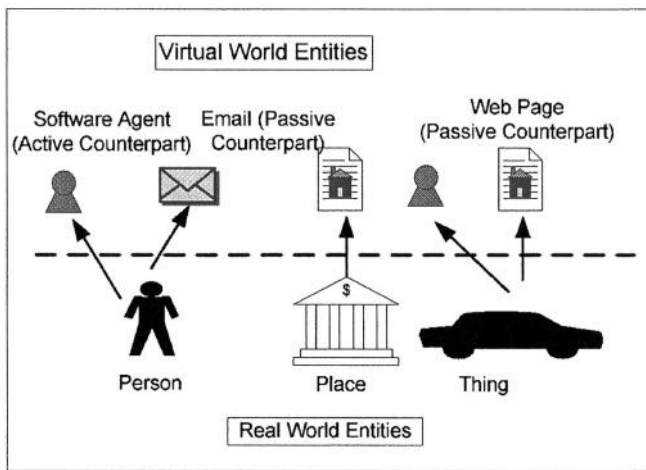 Virtual World Entities
Software Agent
(Active Counterpart)
Email (Passive
Counterpart)
Web Page
(Passive Counterpart)
$
Person
Place
Thing
Real World Entities